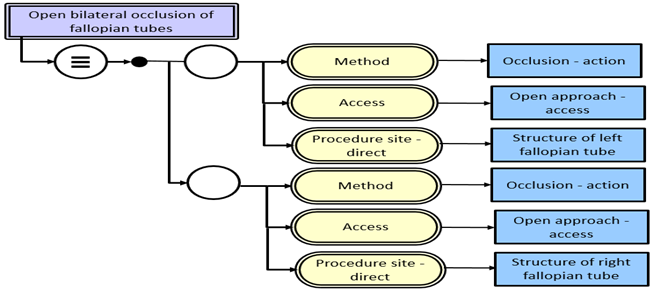 Open bilateral occlusion of
fallopian tubes
≡
Method
Occlusion - action
Access
Open approach -
access
Procedure site -
direct
Structure of left
fallopian tube
Method
Occlusion - action
Access
Open approach -
access
Procedure site -
direct
Structure of right
fallopian tube